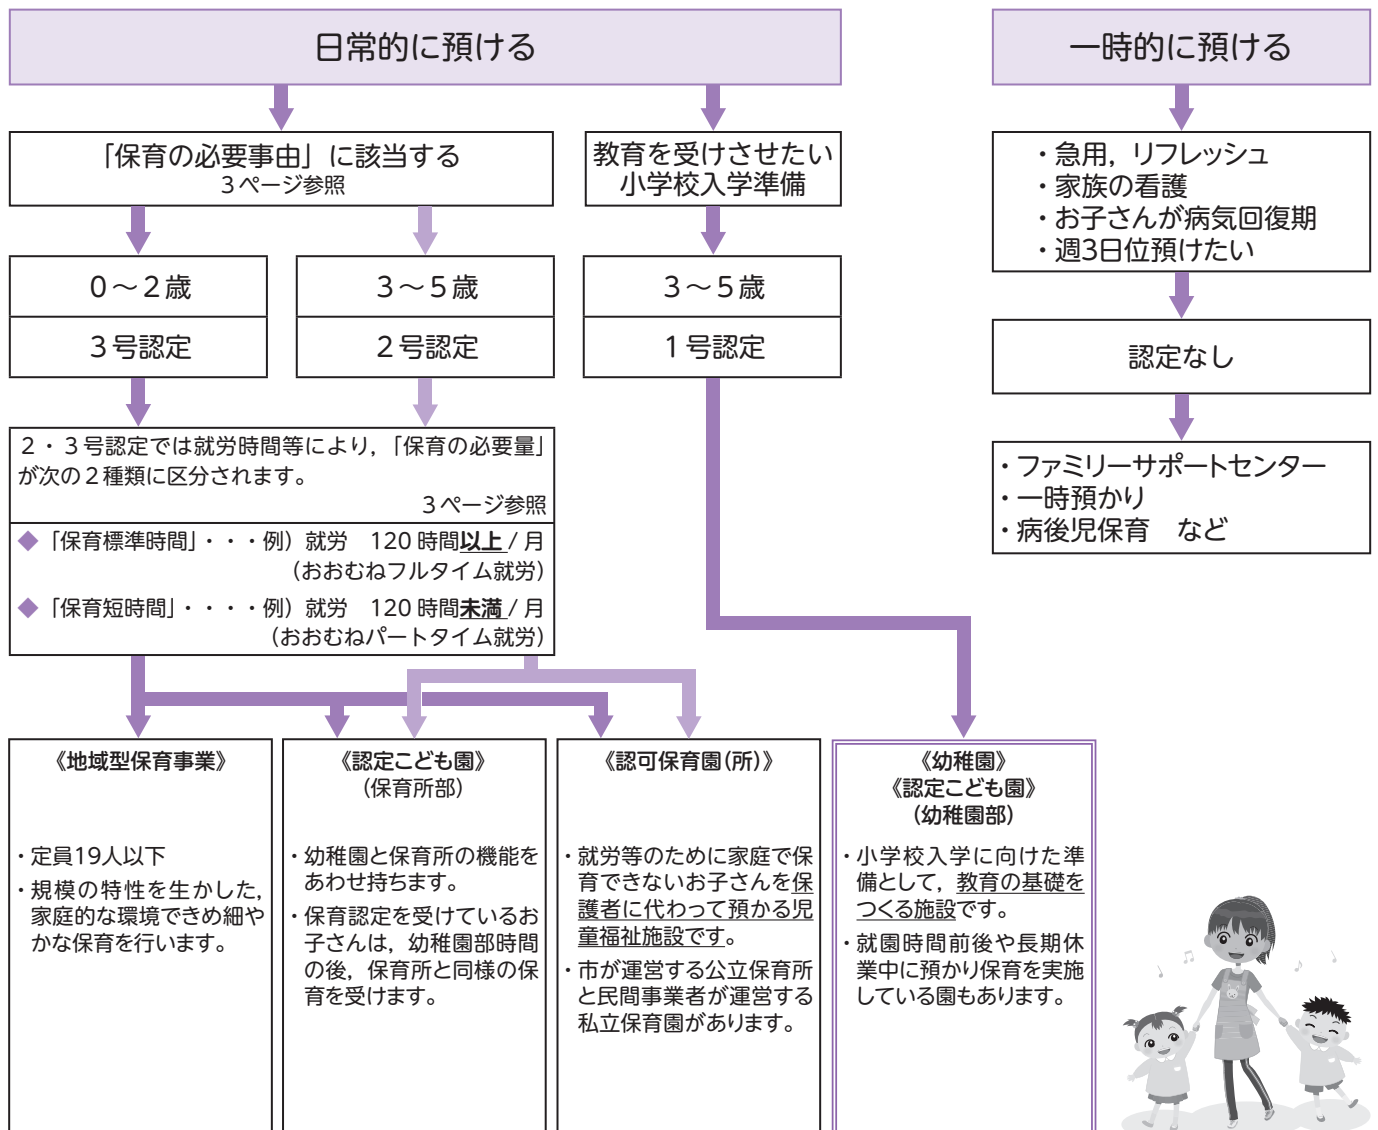 日常的に預ける
「保育の必要事由」に該当する
3ページ参照
0～2歳
3号認定
3～5歳
2号認定
2・3号認定では就労時間等により，「保育の必要量」
が次の2種類に区分されます。
3ページ参照
◆「保育標準時間」・・・例）就労　120時間以上/月
（おおむねフルタイム就労）
◆「保育短時間」・・・・例）就労　120時間未満/月
（おおむねパートタイム就労）
教育を受けさせたい
小学校入学準備
3～5歳
1号認定
一時的に預ける
・急用，リフレッシュ
・家族の看護
・お子さんが病気回復期
・週3日位預けたい
認定なし
・ファミリーサポートセンター
・一時預かり
・病後児保育　など
《地域型保育事業》
・定員19人以下
・規模の特性を生かした，
家庭的な環境できめ細や
かな保育を行います。
《認定こども園》
（保育所部）
・幼稚園と保育所の機能を
あわせ持ちます。
・保育認定を受けているお
子さんは，幼稚園部時間
の後，保育所と同様の保
育を受けます。
《認可保育園(所)》
・就労等のために家庭で保
育できないお子さんを保
護者に代わって預かる児
童福祉施設です。
・市が運営する公立保育所
と民間事業者が運営する
私立保育園があります。
《幼稚園》
《認定こども園》
（幼稚園部）
・小学校入学に向けた準
備として，教育の基礎を
つくる施設です。
・就園時間前後や長期休
業中に預かり保育を実施
している園もあります。